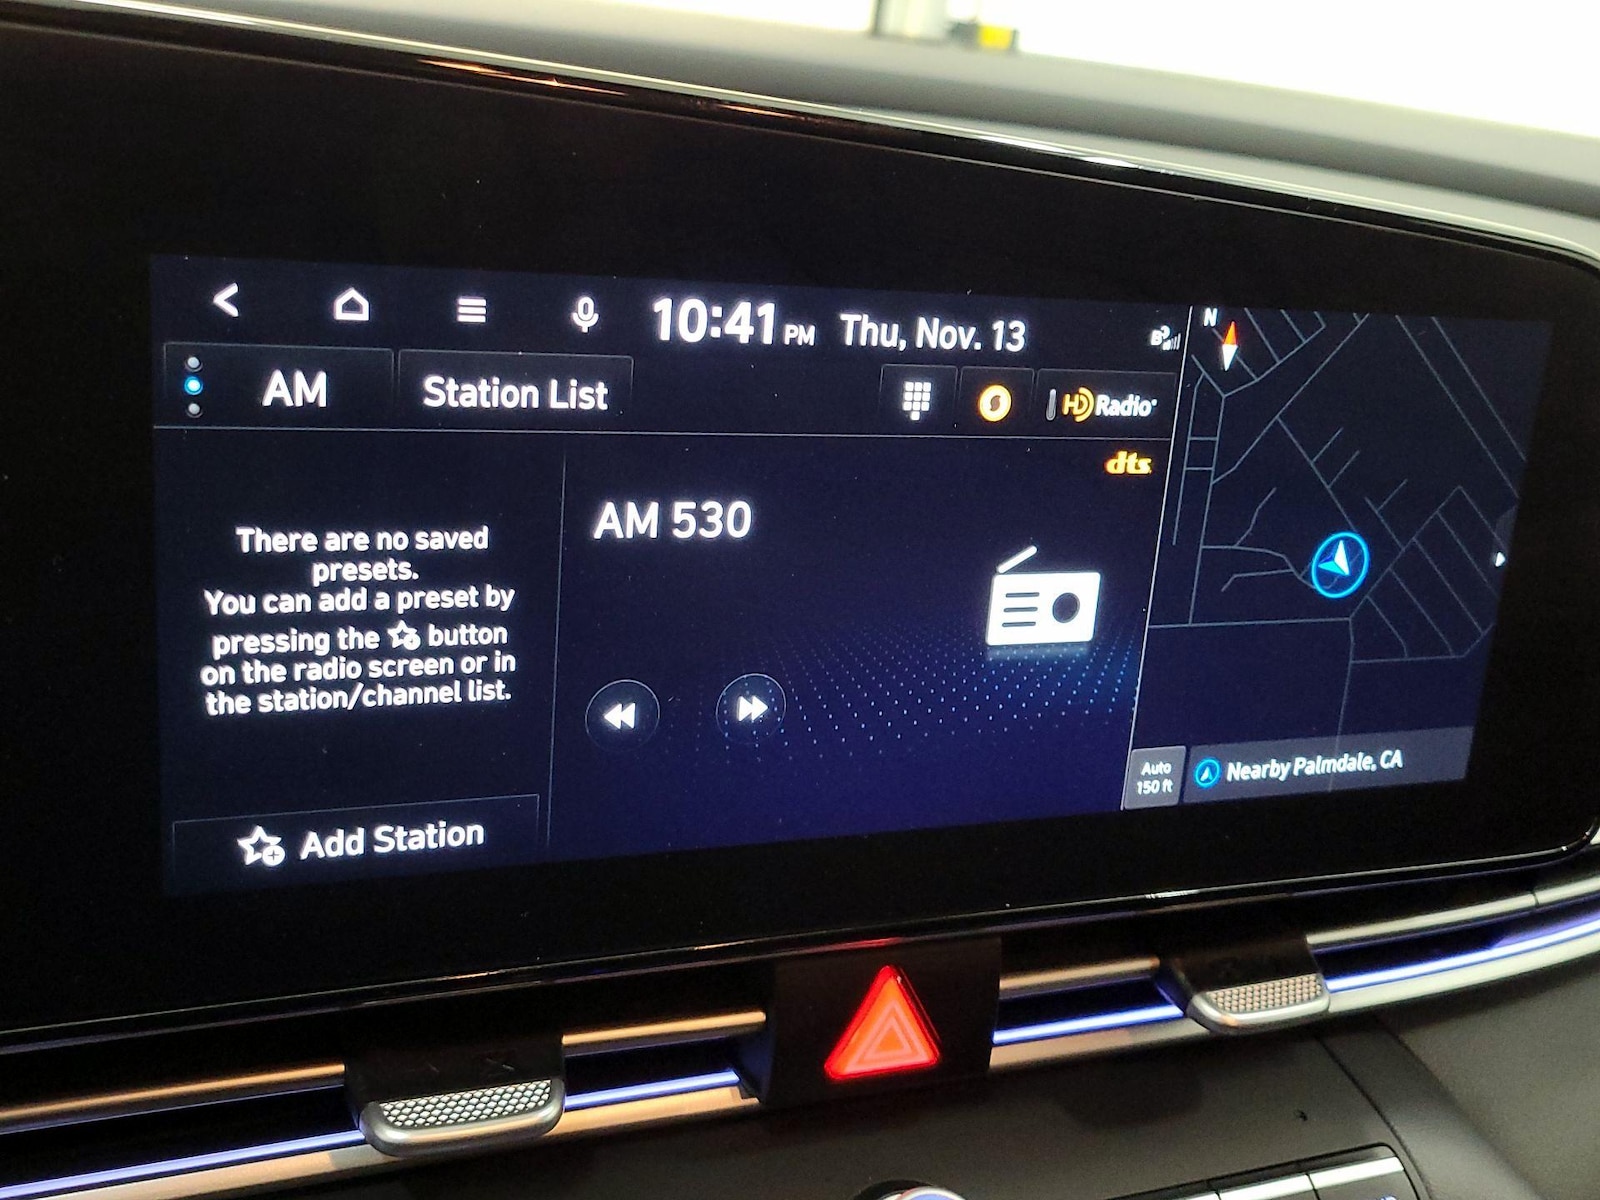 10:41 PM Thu, Nov. 13
AM
Station List
HD Radio
dts
There are no saved
presets.
You can add a preset by
pressing the button
on the radio screen or in
the station/channel list.
Add Station
AM 530
N
Auto
150 ft
Nearby Palmdale, CA